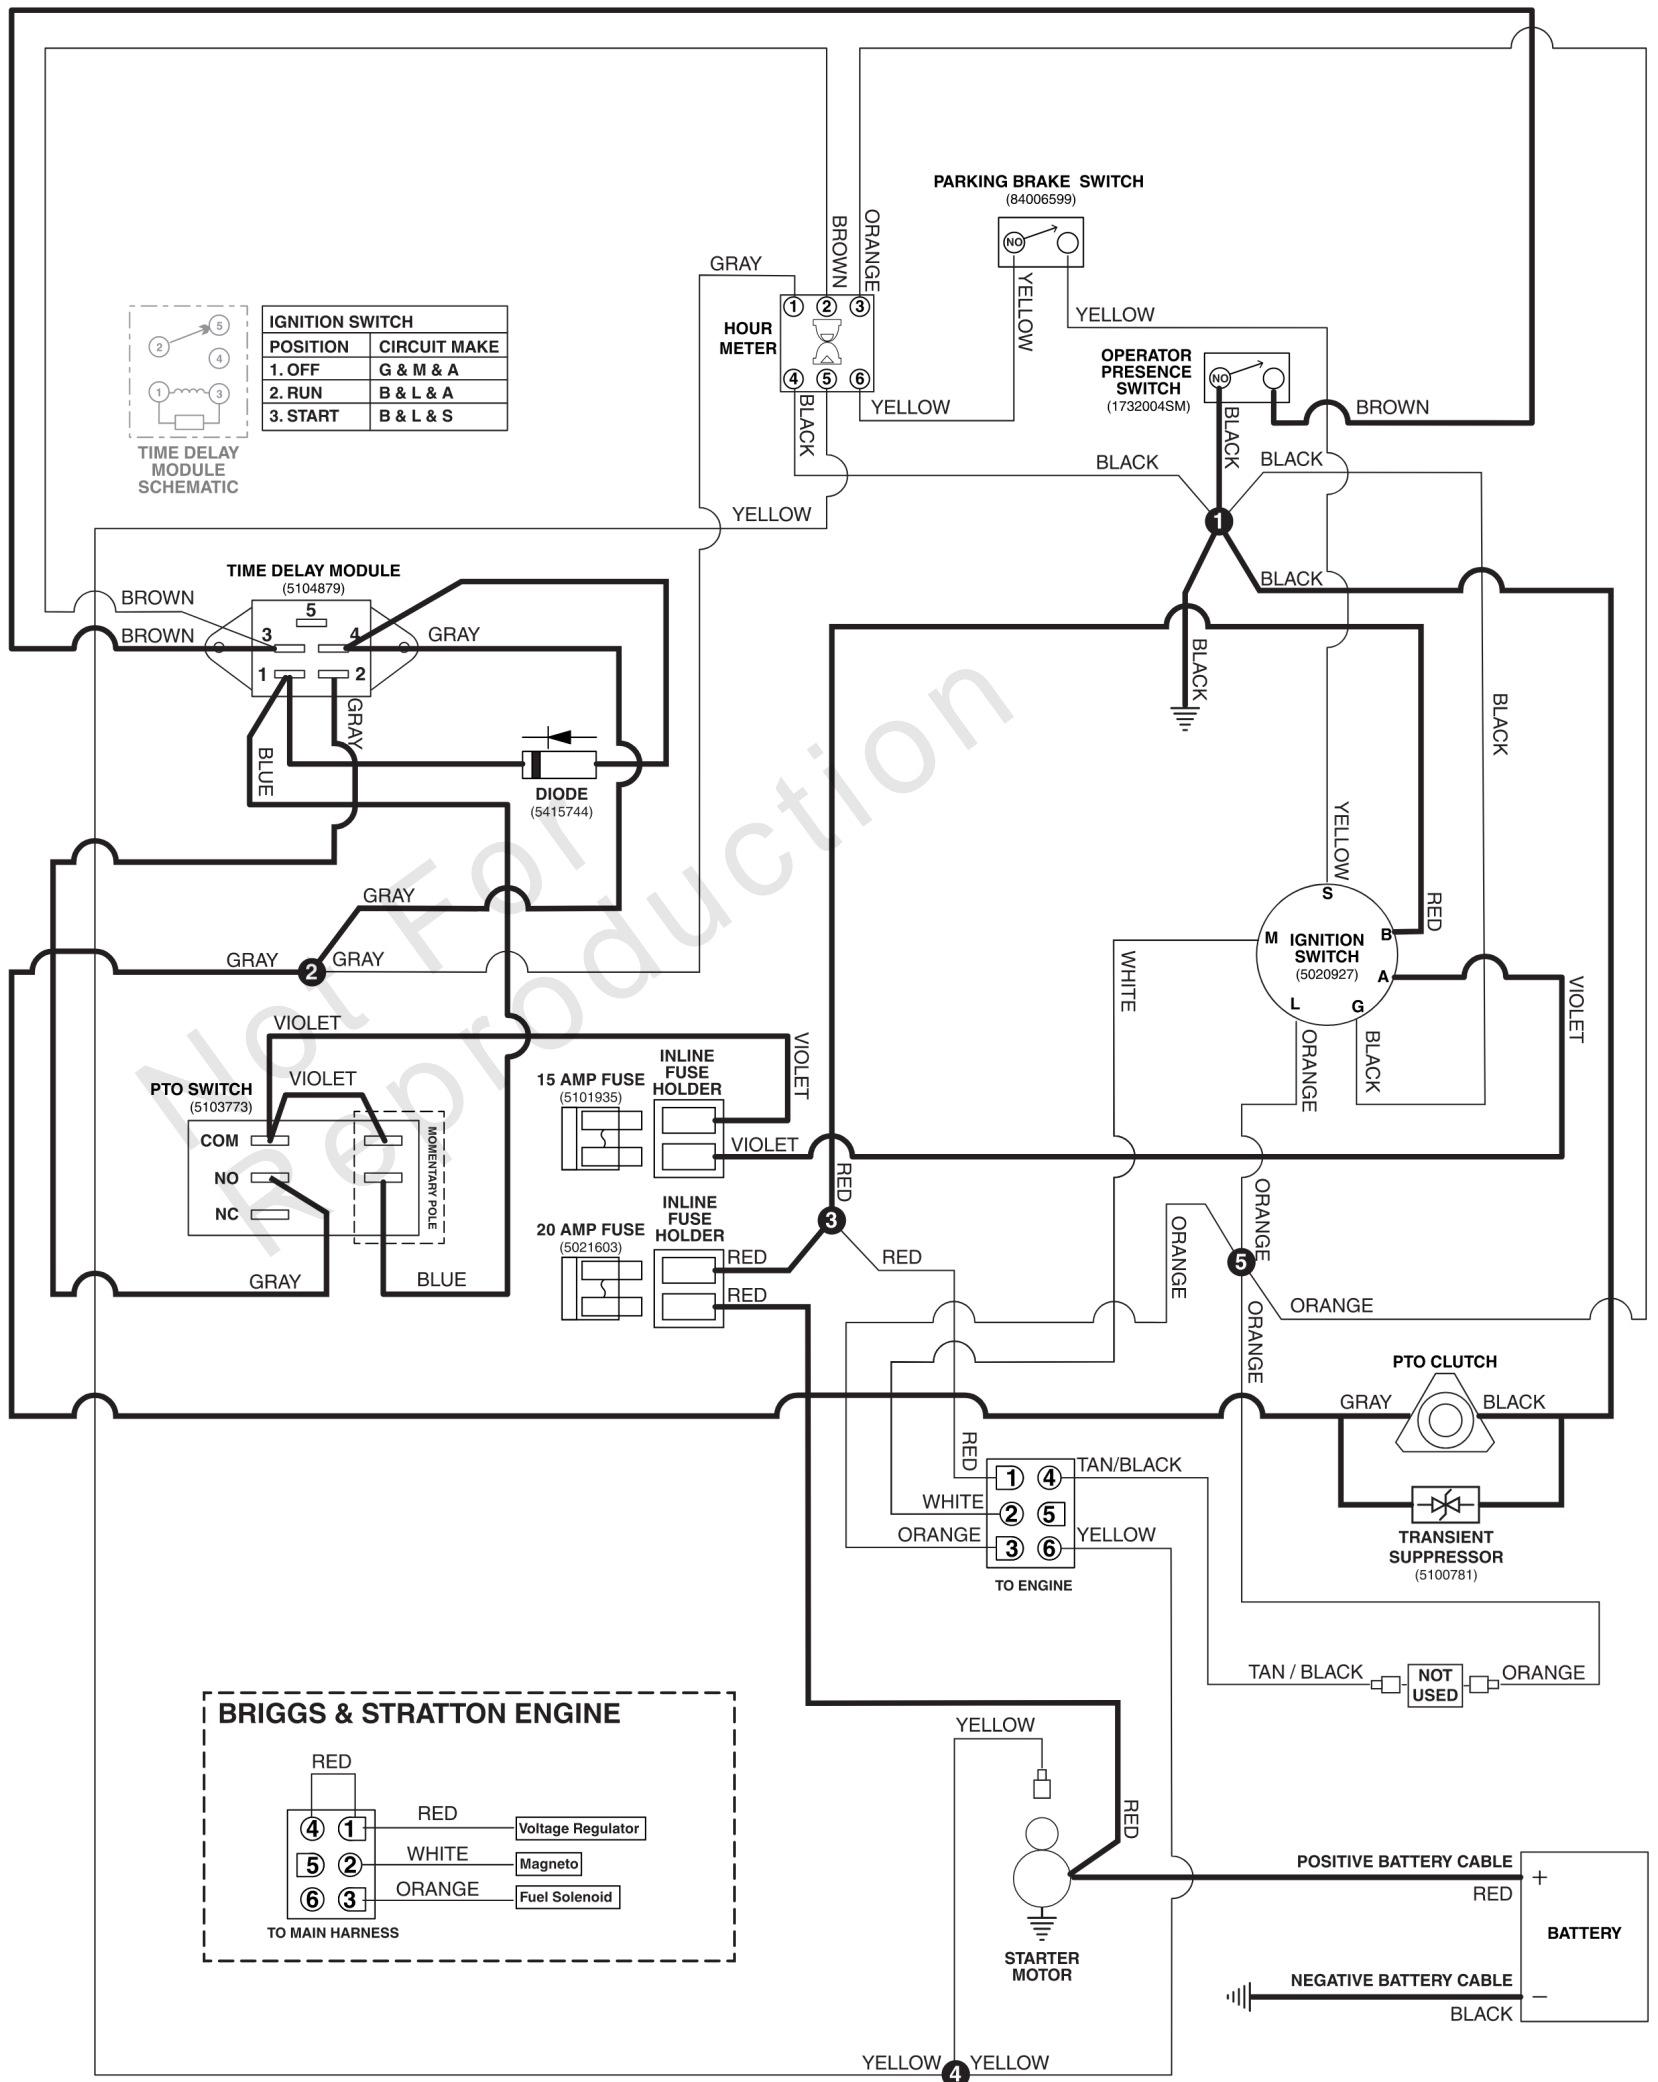 PARKING BRAKE SWITCH
(84006599)
NO
YELLOW
YELLOW
GRAY
BROWN
ORANGE
1 2 3
HOUR
METER
4 5 6
BLACK
YELLOW
OPERATOR
PRESENCE
SWITCH
(1732004SM)
NO
BLACK
BROWN
BLACK
BLACK
1
BLACK
BLACK
BLACK
YELLOW
5
2
4
1
3
TIME DELAY
MODULE
SCHEMATIC
IGNITION SWITCH
POSITION CIRCUIT MAKE
1. OFF G & M & A
2. RUN B & L & A
3. START B & L & S
TIME DELAY MODULE
(5104879)
BROWN
BROWN
5
3
4
1
2
GRAY
GRAY
BLUE
DIODE
(5415744)
GRAY
GRAY
2
GRAY
Not For
Reproduction
YELLOW
S
M
IGNITION
SWITCH
(5020927)
B
A
L
G
RED
WHITE
VIOLET
ORANGE
BLACK
VIOLET
VIOLET
VIOLET
PTO SWITCH
(5103773)
COM
NO
NC
MOMENTARY POLE
GRAY
BLUE
15 AMP FUSE
(5101935)
INLINE
FUSE
HOLDER
VIOLET
20 AMP FUSE
(5021603)
INLINE
FUSE
HOLDER
RED
RED
RED
3
RED
ORANGE
ORANGE
5
ORANGE
ORANGE
PTO CLUTCH
GRAY
BLACK
TRANSIENT
SUPPRESSOR
(5100781)
RED
WHITE
ORANGE
1 4
2 5
3 6
TAN/BLACK
YELLOW
TO ENGINE
TAN / BLACK
NOT
USED
ORANGE
BRIGGS & STRATTON ENGINE
RED
4 1
5 2
6 3
RED
WHITE
ORANGE
Voltage Regulator
Magneto
Fuel Solenoid
TO MAIN HARNESS
YELLOW
RED
STARTER
MOTOR
POSITIVE BATTERY CABLE
RED
+
BATTERY
NEGATIVE BATTERY CABLE
BLACK
−
YELLOW
4
YELLOW